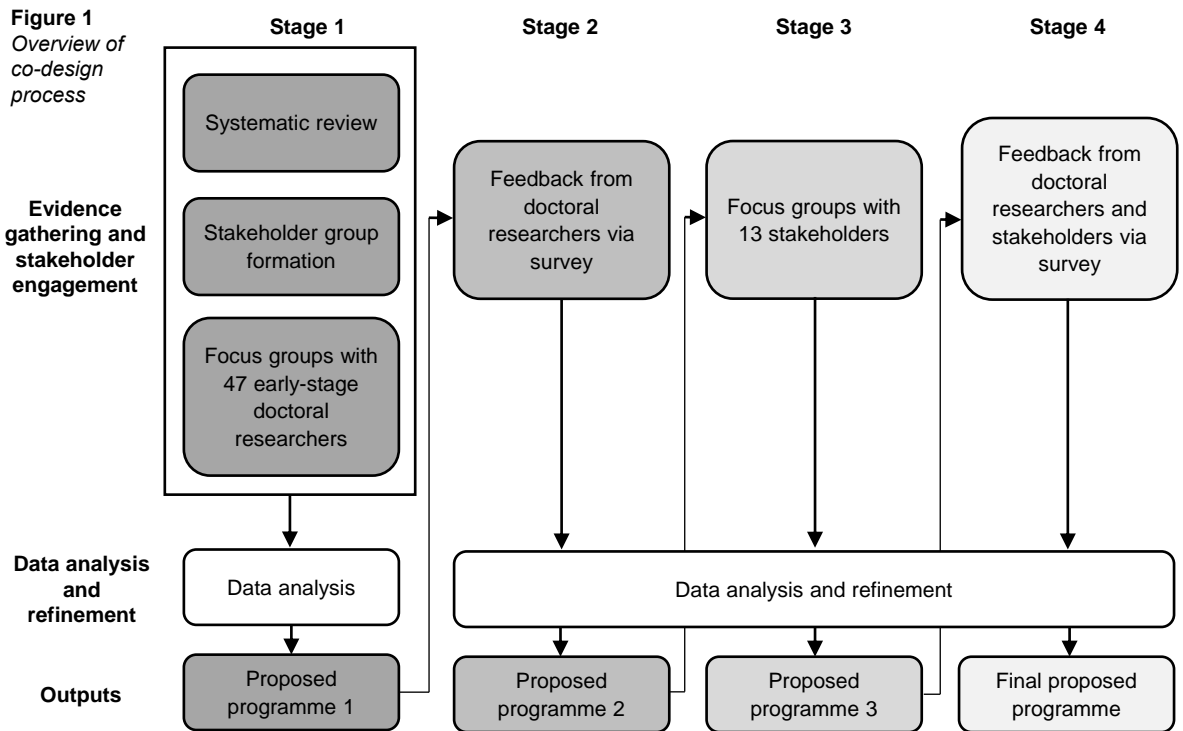 Figure 1
Overview of
co-design
process
Stage 1
Stage 2
Stage 3
Stage 4
Evidence
gathering and
stakeholder
engagement
Systematic review
Stakeholder group
formation
Focus groups with
47 early-stage
doctoral
researchers
Feedback from
doctoral
researchers via
survey
Focus groups with
13 stakeholders
Feedback from
doctoral
researchers and
stakeholders via
survey
Data analysis
and
refinement
Data analysis
Data analysis and refinement
Outputs
Proposed
programme 1
Proposed
programme 2
Proposed
programme 3
Final proposed
programme